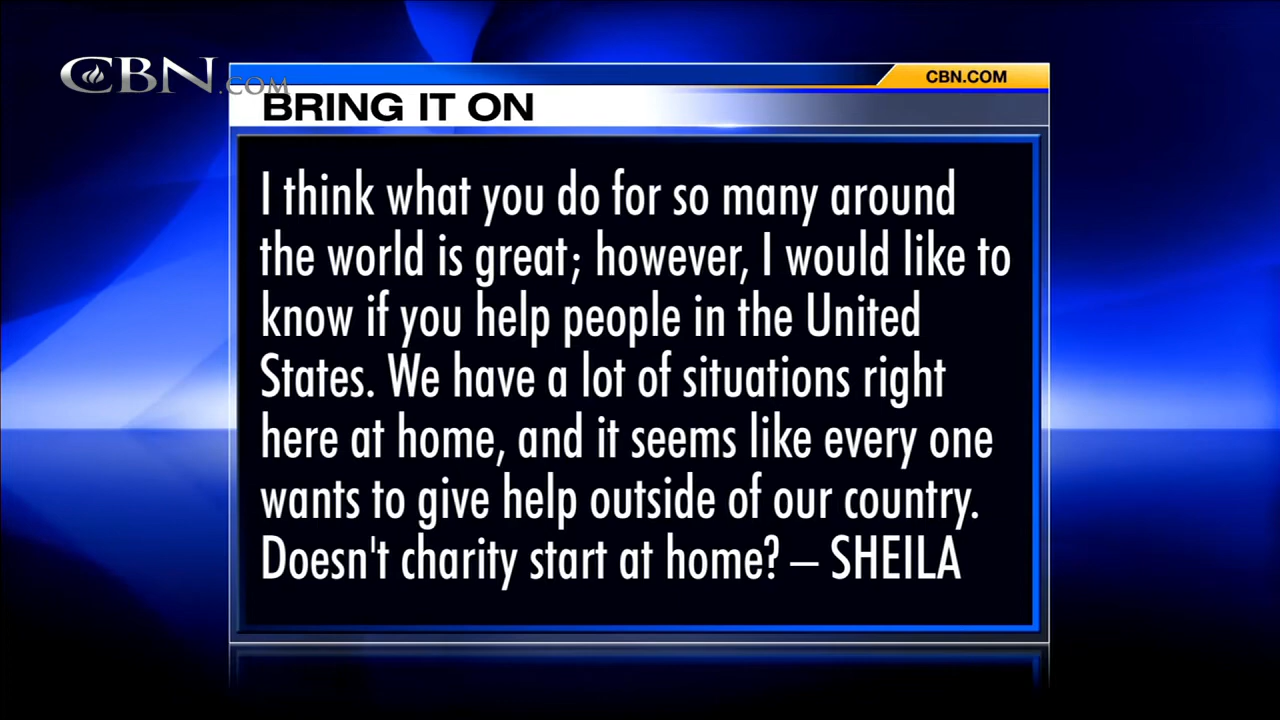 CBN.COM
CBN.COM
BRING IT ON
I think what you do for so many around
the world is great; however, I would like to
know if you help people in the United
States. We have a lot of situations right
here at home, and it seems like every one
wants to give help outside of our country.
Doesn't charity start at home? – SHEILA